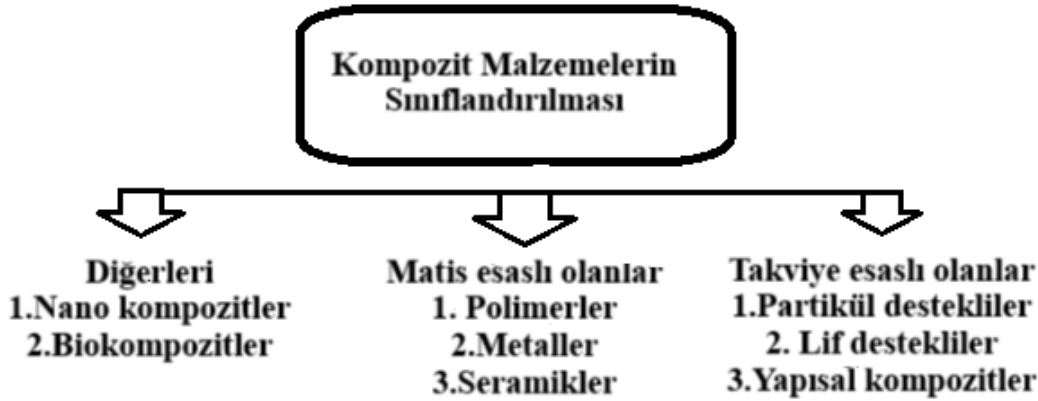 Kompozit Malzemelerin
Sınıflandırılması
Diğerleri
1.Nano kompozitler
2.Biokompozitler
Matis esaslı olanlar
1. Polimerler
2.Metaller
3.Seramikler
Takviye esaslı olanlar
1.Partikül destekliler
2. Lif destekliler
3.Yapısal kompozitler